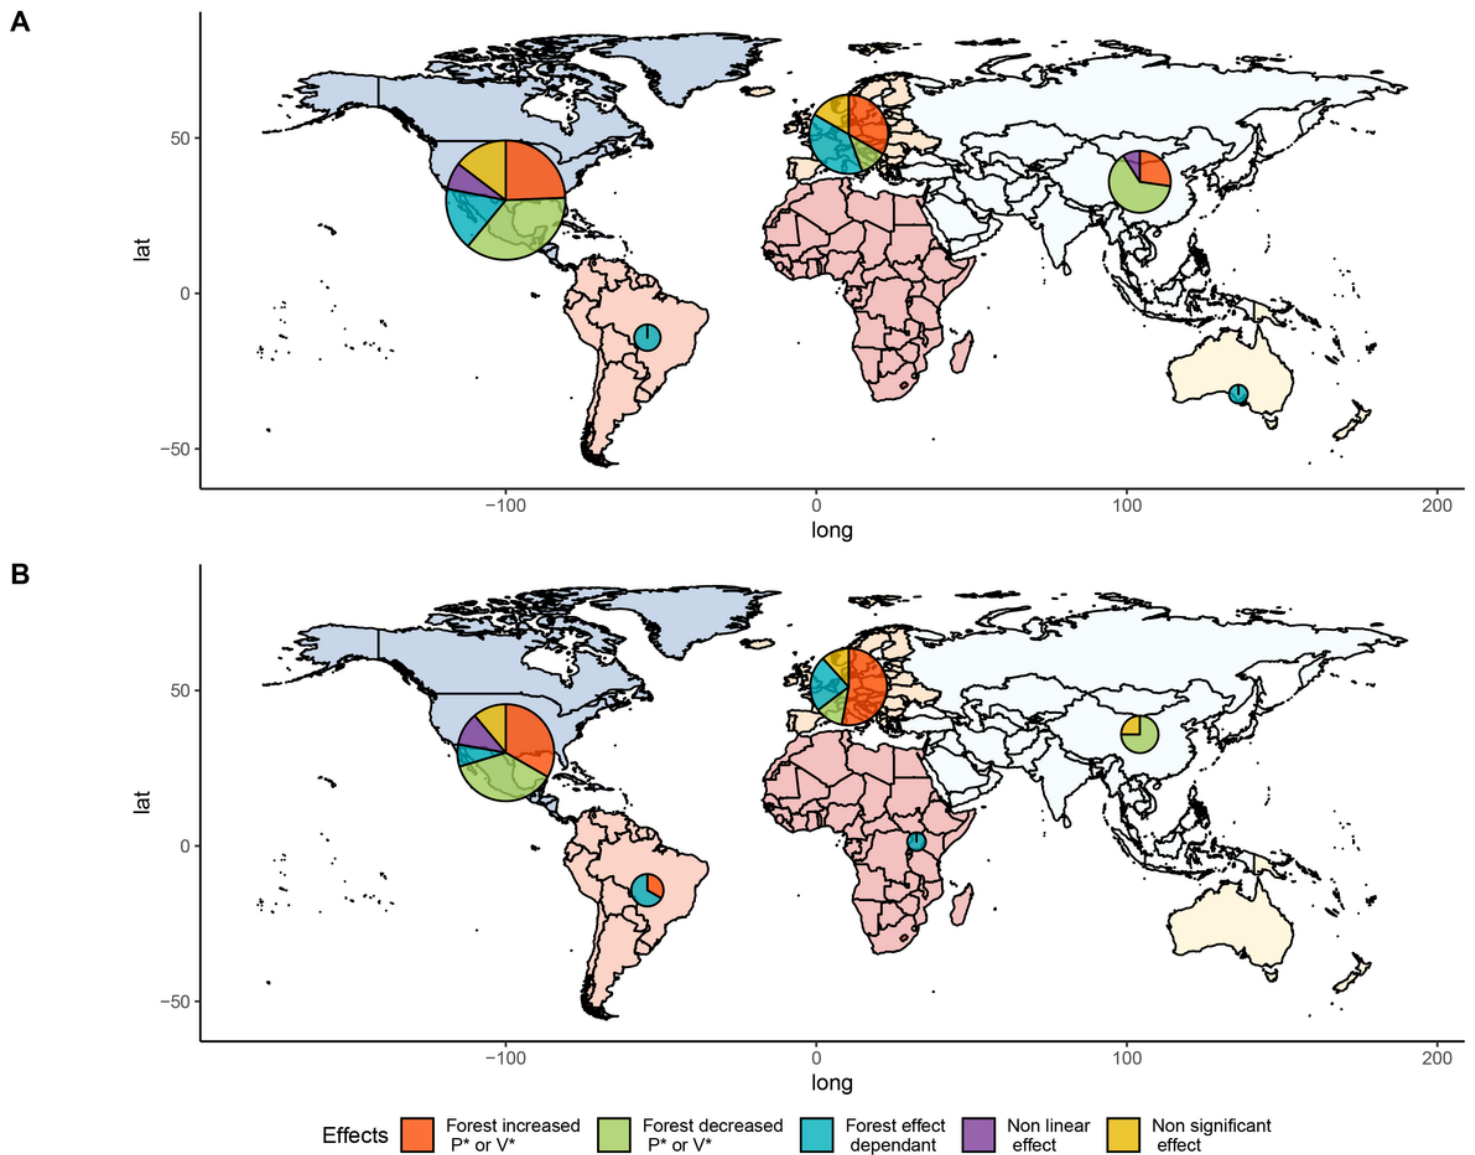 A
50
0
−50
lat
−100
0
100
200
long
B
50
0
−50
lat
−100
0
100
200
long
Effects
Forest increased
P* or V*
Forest decreased
P* or V*
Forest effect
dependant
Non linear
effect
Non significant
effect